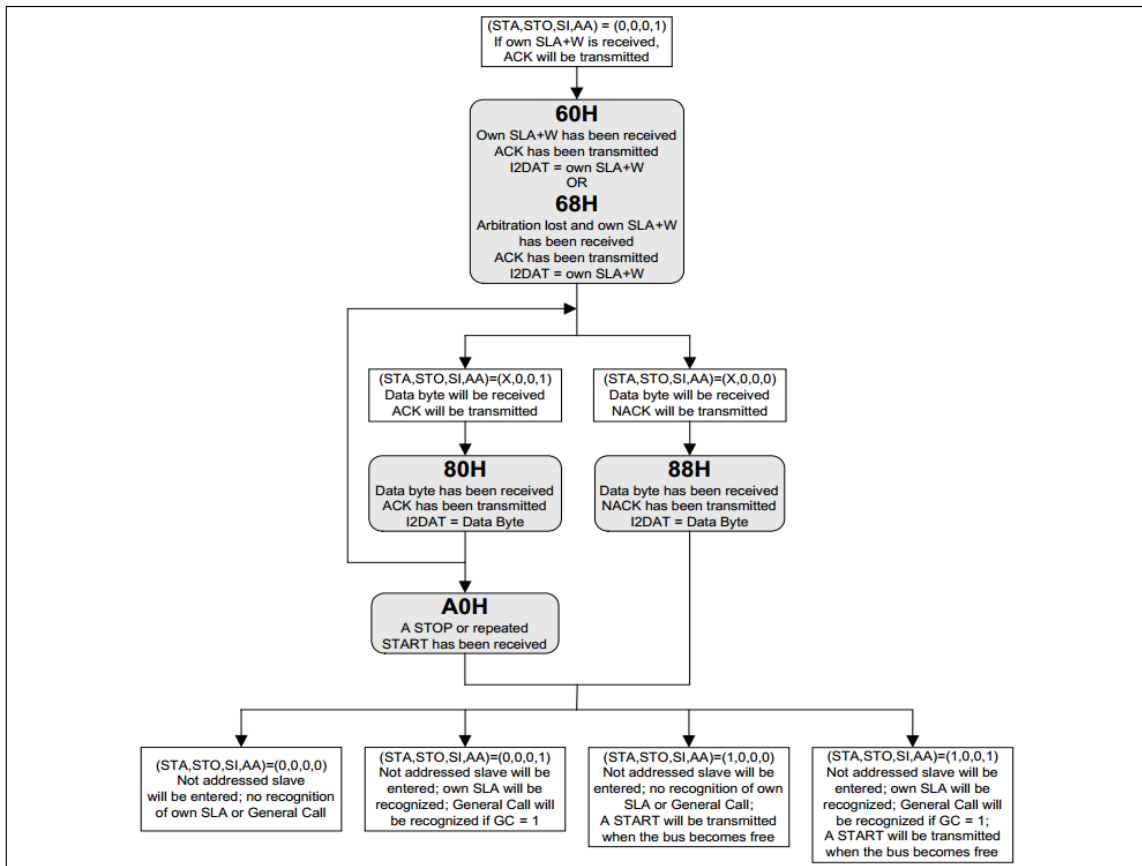 (STA,STO,SI,AA) = (0,0,0,1)
If own SLA+W is received,
ACK will be transmitted
60H
Own SLA+W has been received
ACK has been transmitted
I2DAT = own SLA+W
OR
68H
Arbitration lost and own SLA+W
has been received
ACK has been transmitted
I2DAT = own SLA+W
(STA,STO,SI,AA)=(X,0,0,1)
Data byte will be received
ACK will be transmitted
(STA,STO,SI,AA)=(X,0,0,0)
Data byte will be received
NACK will be transmitted
80H
Data byte has been received
ACK has been transmitted
I2DAT = Data Byte
88H
Data byte has been received
NACK has been transmitted
I2DAT = Data Byte
A0H
A STOP or repeated
START has been received
(STA,STO,SI,AA)=(0,0,0,0)
Not addressed slave
will be entered; no recognition
of own SLA or General Call
(STA,STO,SI,AA)=(0,0,0,1)
Not addressed slave will be
entered; own SLA will be
recognized; General Call will
be recognized if GC = 1
(STA,STO,SI,AA)=(1,0,0,0)
Not addressed slave will be
entered; no recognition of own
SLA or General Call;
A START will be transmitted
when the bus becomes free
(STA,STO,SI,AA)=(1,0,0,1)
Not addressed slave will be
entered; own SLA will be
recognized; General Call will
be recognized if GC = 1;
A START will be transmitted
when the bus becomes free